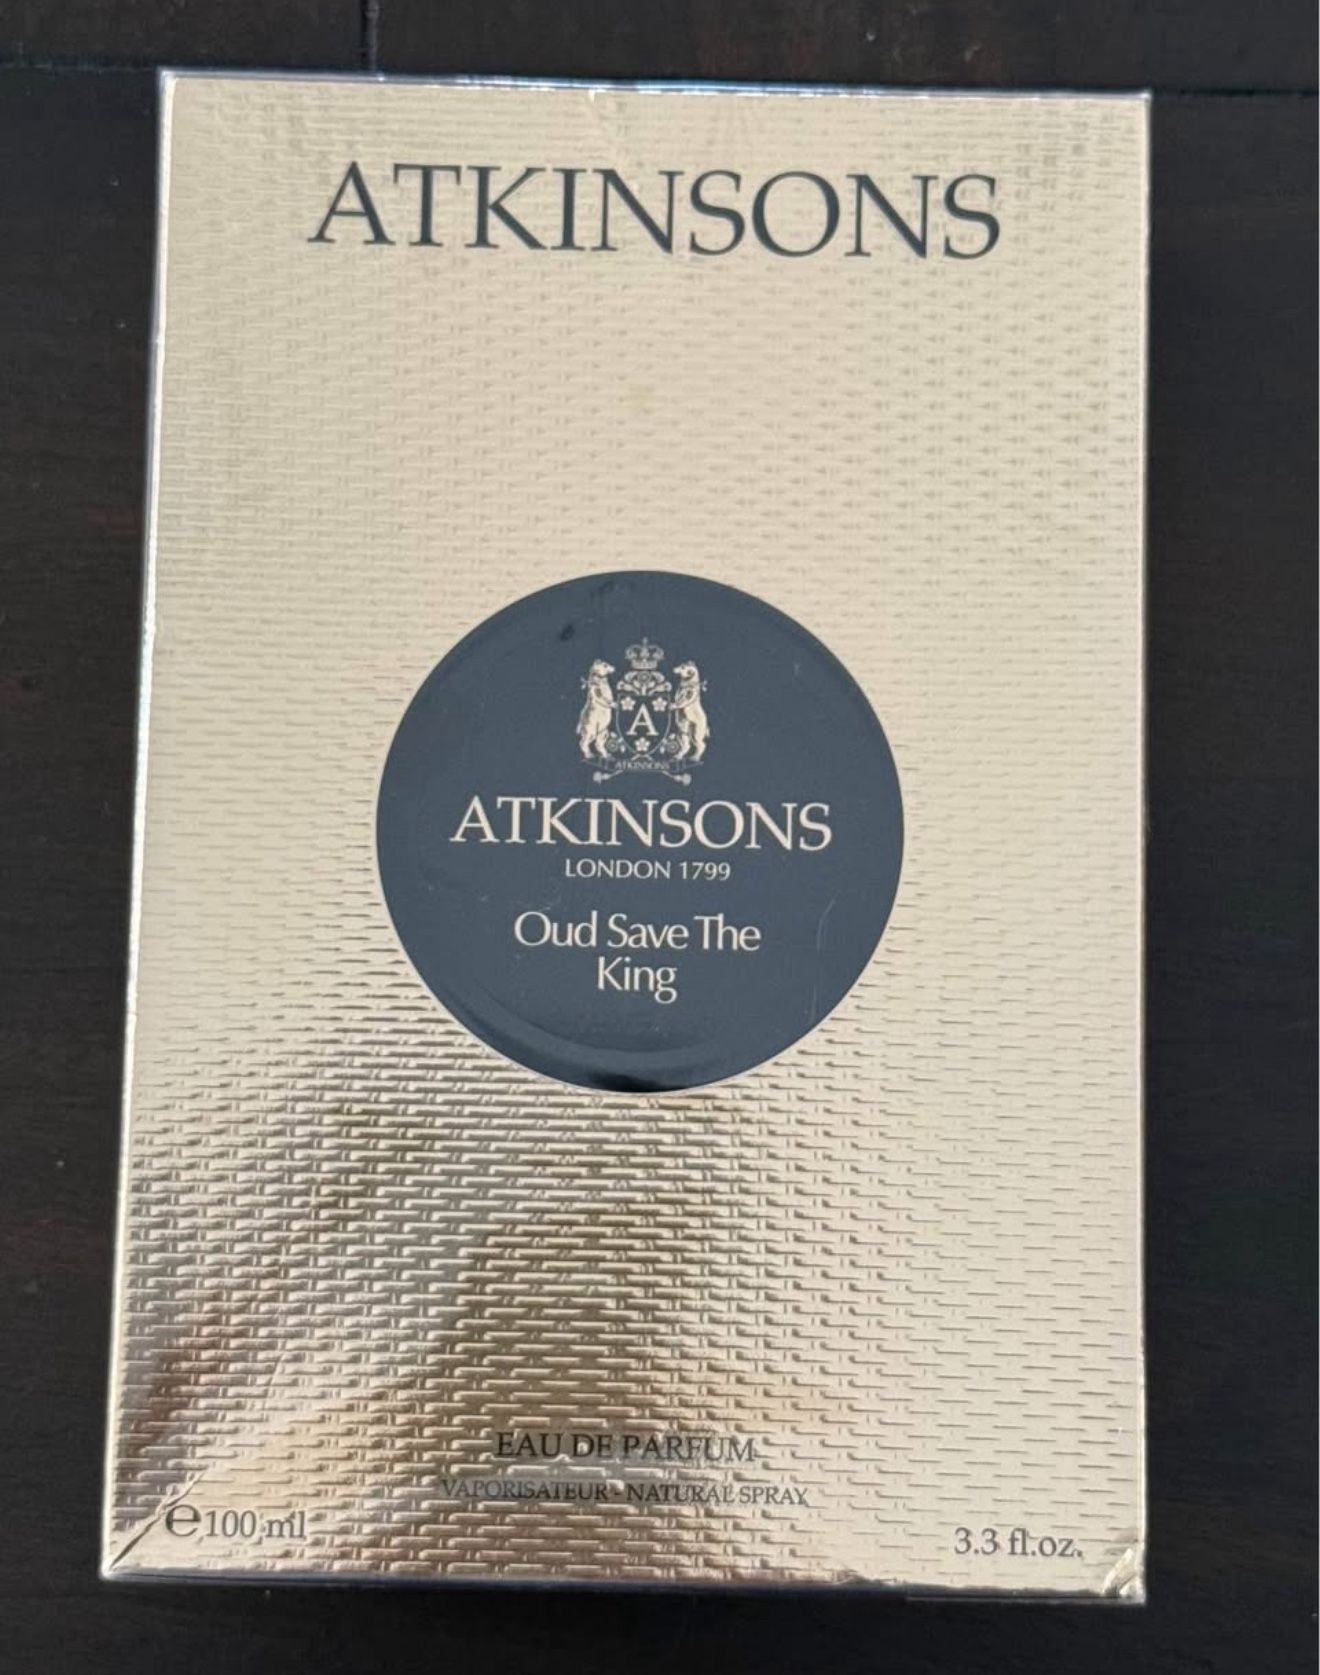 ATKINSONS
A
ATKINSONS
ATKINSONS
LONDON 1799
Oud Save The
King
EAU DE PARFUM
VAPORISATEUR - NATURAL SPRAY
℮100 ml
3.3 fl.oz.